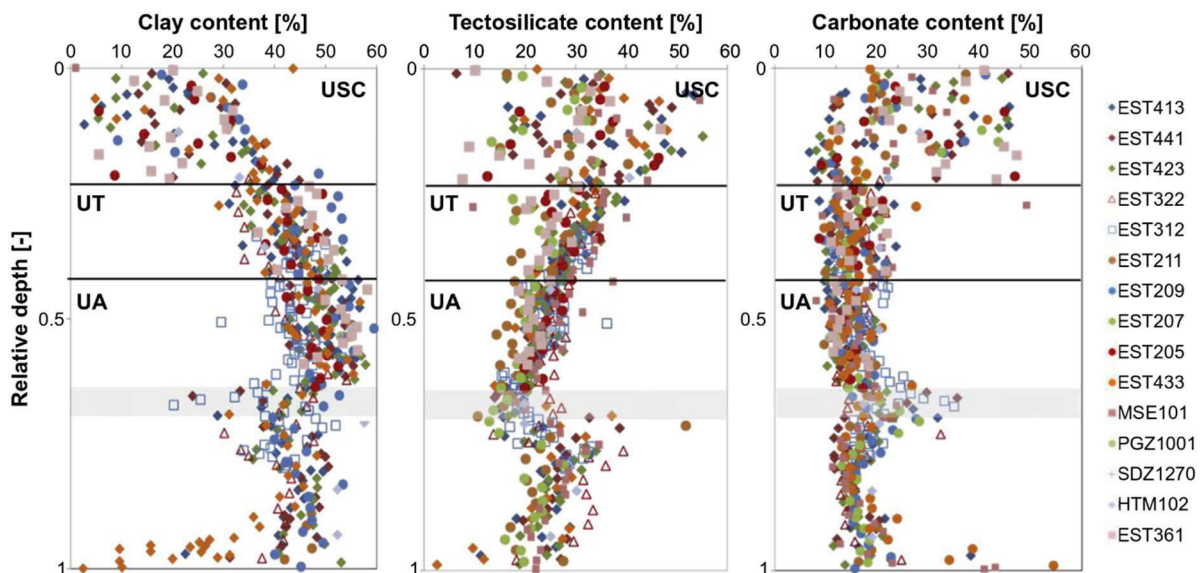 Clay content [%]
Tectosilicate content [%]
Carbonate content [%]
0 10 20 30 40 50 60
0 10 20 30 40 50 60
0 10 20 30 40 50 60
0
0
0
USC
USC
USC
UT
UT
UT
UA
UA
UA
0.5
0.5
0.5
1
1
1
Relative depth [-]
EST413
EST441
EST423
EST322
EST312
EST211
EST209
EST207
EST205
EST433
MSE101
PGZ1001
SDZ1270
HTM102
EST361